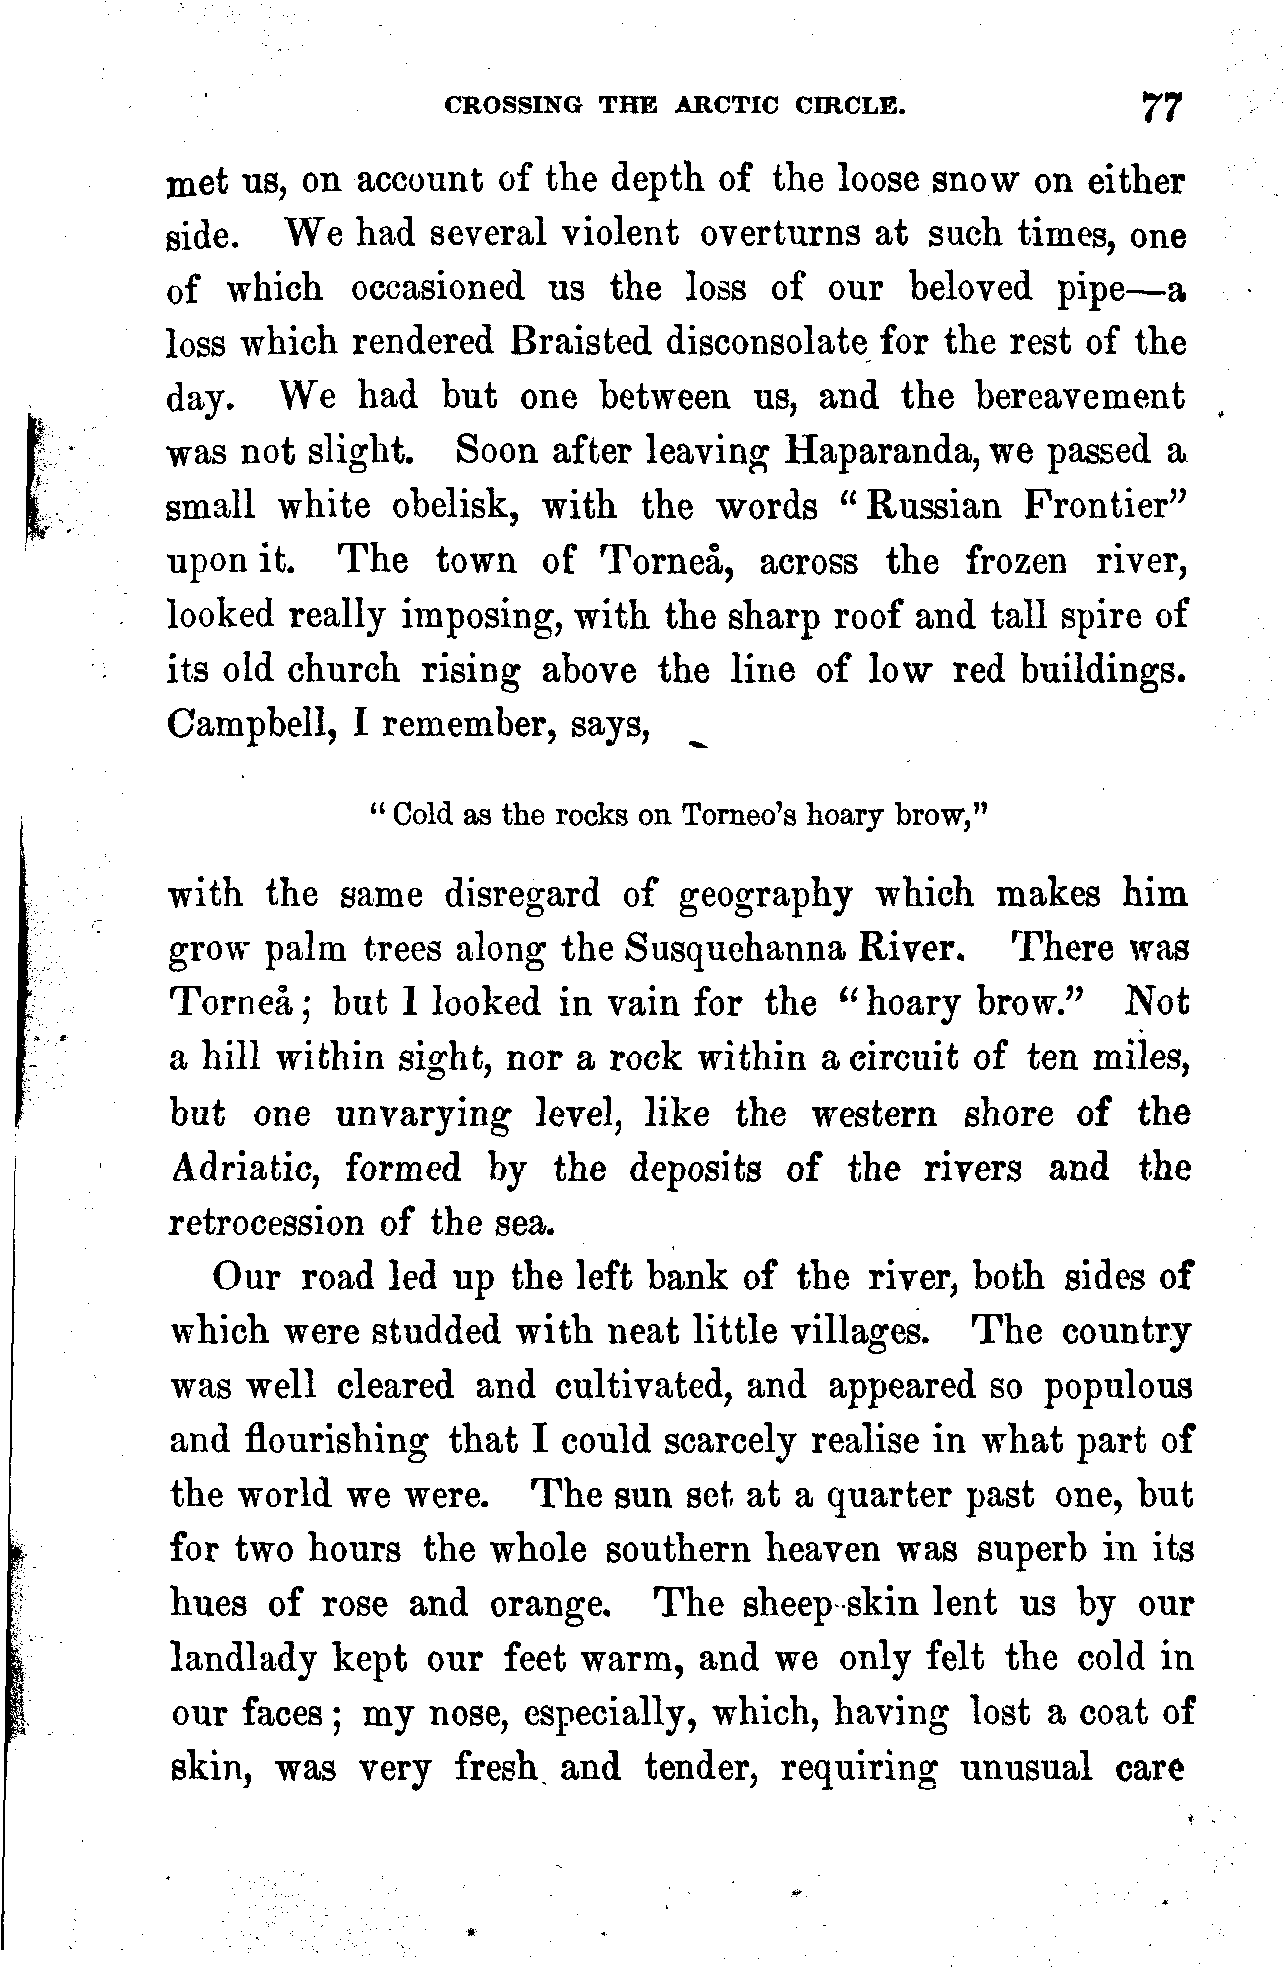 CROSSING THE ARCTIC CIRCLE. 77
met us, on account of the depth of the loose snow on either
side. We had several violent overturns at such times, one
of which occasioned us the loss of our beloved pipe—a
loss which rendered Braisted disconsolate for the rest of the
day. We had but one between us, and the bereavement
was not slight. Soon after leaving Haparanda, we passed a
small white obelisk, with the words “Russian Frontier”
upon it. The town of Torneå, across the frozen river,
looked really imposing, with the sharp roof and tall spire of
its old church rising above the line of low red buildings.
Campbell, I remember, says,
“Cold as the rocks on Torneo’s hoary brow,”
with the same disregard of geography which makes him
grow palm trees along the Susquehanna River. There was
Torneå; but I looked in vain for the “hoary brow.” Not
a hill within sight, nor a rock within a circuit of ten miles,
but one unvarying level, like the western shore of the
Adriatic, formed by the deposits of the rivers and the
retrocession of the sea.
Our road led up the left bank of the river, both sides of
which were studded with neat little villages. The country
was well cleared and cultivated, and appeared so populous
and flourishing that I could scarcely realise in what part of
the world we were. The sun set at a quarter past one, but
for two hours the whole southern heaven was superb in its
hues of rose and orange. The sheep-skin lent us by our
landlady kept our feet warm, and we only felt the cold in
our faces; my nose, especially, which, having lost a coat of
skin, was very fresh and tender, requiring unusual care